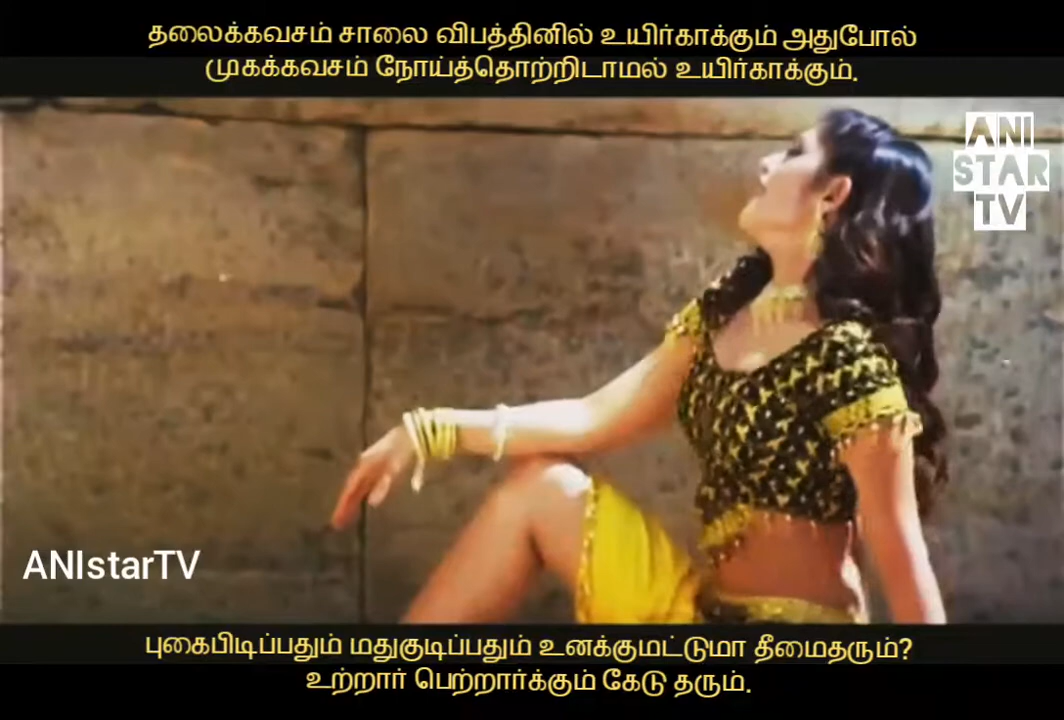 தலைக்கவசம் சாலை விபத்தினில் உயிர்காக்கும் அதுபோல்
முகக்கவசம் நோய்த்தொற்றிடாமல் உயிர்காக்கும்.
ANI
STAR
TV
ANIstarTV
புகைபிடிப்பதும் மதுகுடிப்பதும் உனக்குமட்டுமா தீமைதரும்?
உற்றார் பெற்றார்க்கும் கேடு தரும்.